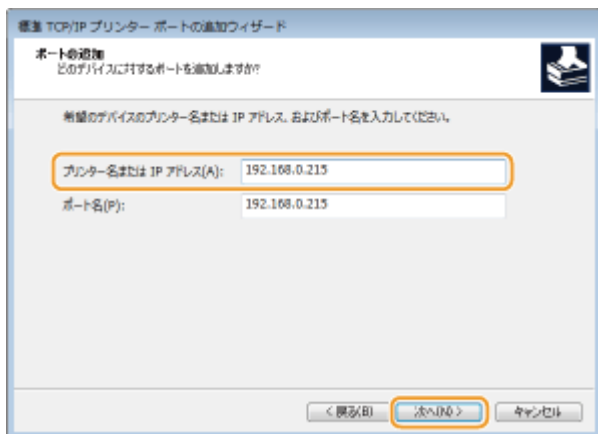 標準 TCP/IP プリンター ポートの追加ウィザード
ポートの追加
どのデバイスに対するポートを追加しますか?
希望のデバイスのプリンター名または IP アドレス、およびポート名を入力してください。
プリンター名または IP アドレス(A): 192.168.0.215
ポート名(P): 192.168.0.215
< 戻る(B) 次へ(N) > キャンセル